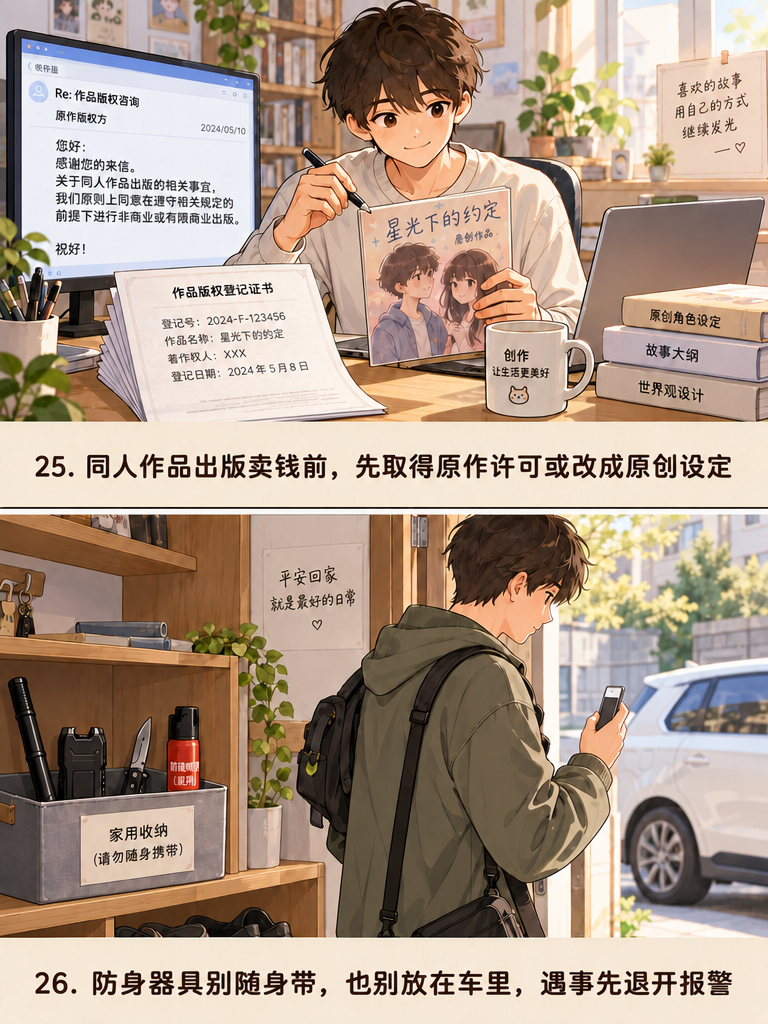 Re: 作品版权咨询
原作版权方
2024/05/10
您好：
感谢您的来信。
关于同人作品出版的相关事宜，
我们原则上同意在遵守相关规定的
前提下进行非商业或有限商业出版。
祝好！
喜欢的故事
用自己的方式
继续发光
—♡
星光下的约定
原创作品
作品版权登记证书
登记号：2024-F-123456
作品名称：星光下的约定
著作权人：XXX
登记日期：2024年5月8日
创作
让生活更美好
原创角色设定
故事大纲
世界观设计
25. 同人作品出版卖钱前，先取得原作许可或改成原创设定
平安回家
就是最好的日常
♡
家用收纳
(请勿随身携带)
26. 防身器具别随身带，也别放在车里，遇事先退开报警